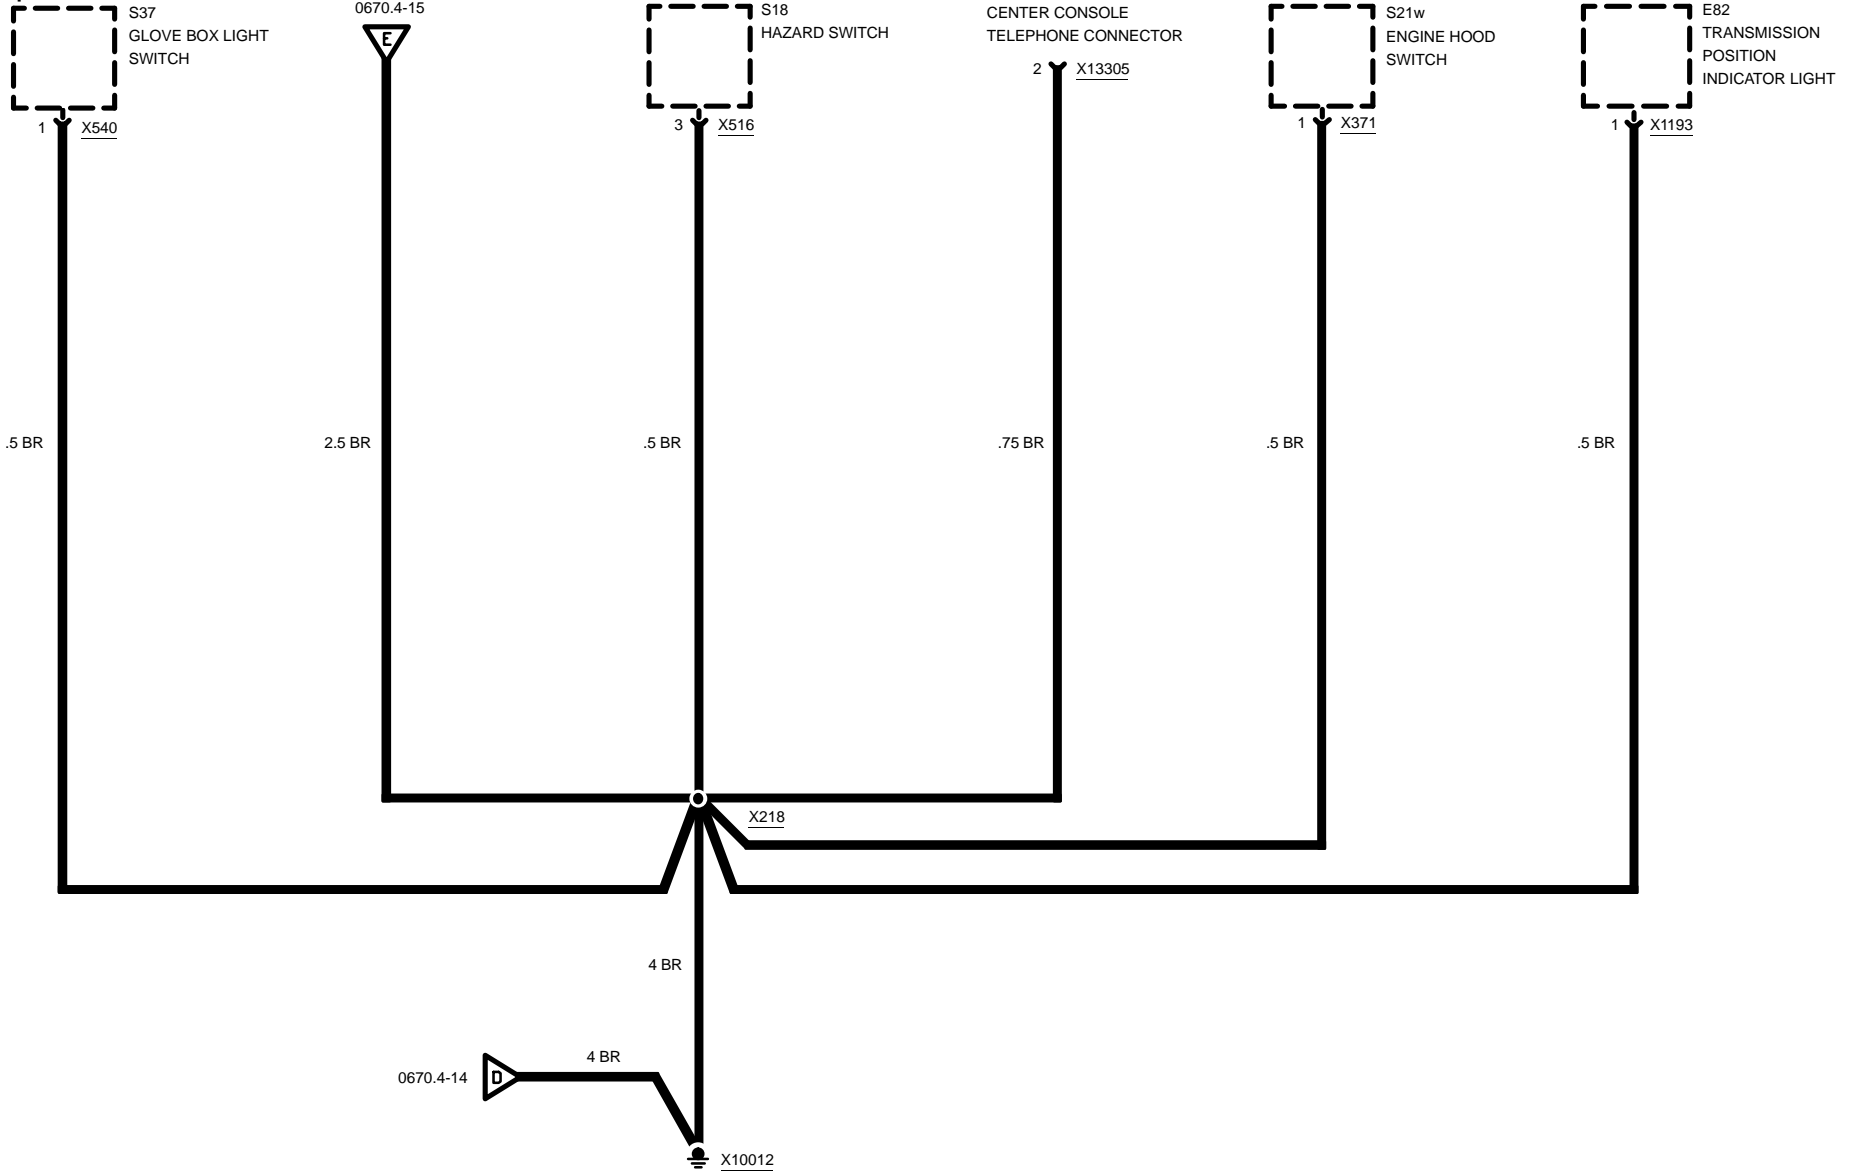 S37
GLOVE BOX LIGHT
SWITCH
1 X540
0670.4-15
E
S18
HAZARD SWITCH
3 X516
CENTER CONSOLE
TELEPHONE CONNECTOR
2 X13305
S21w
ENGINE HOOD
SWITCH
1 X371
E82
TRANSMISSION
POSITION
INDICATOR LIGHT
1 X1193
.5 BR
2.5 BR
.5 BR
.75 BR
.5 BR
.5 BR
X218
4 BR
4 BR
0670.4-14
D
X10012